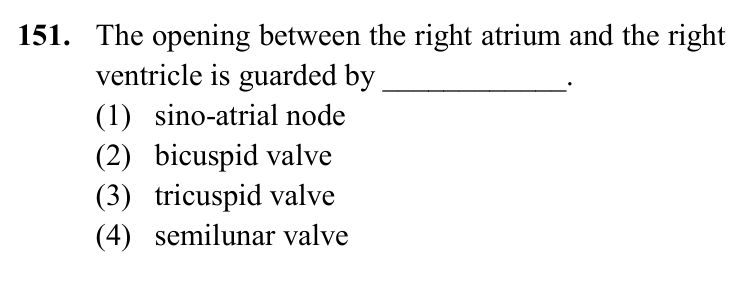 151. The opening between the right atrium and the right
ventricle is guarded by ____________.
(1) sino-atrial node
(2) bicuspid valve
(3) tricuspid valve
(4) semilunar valve